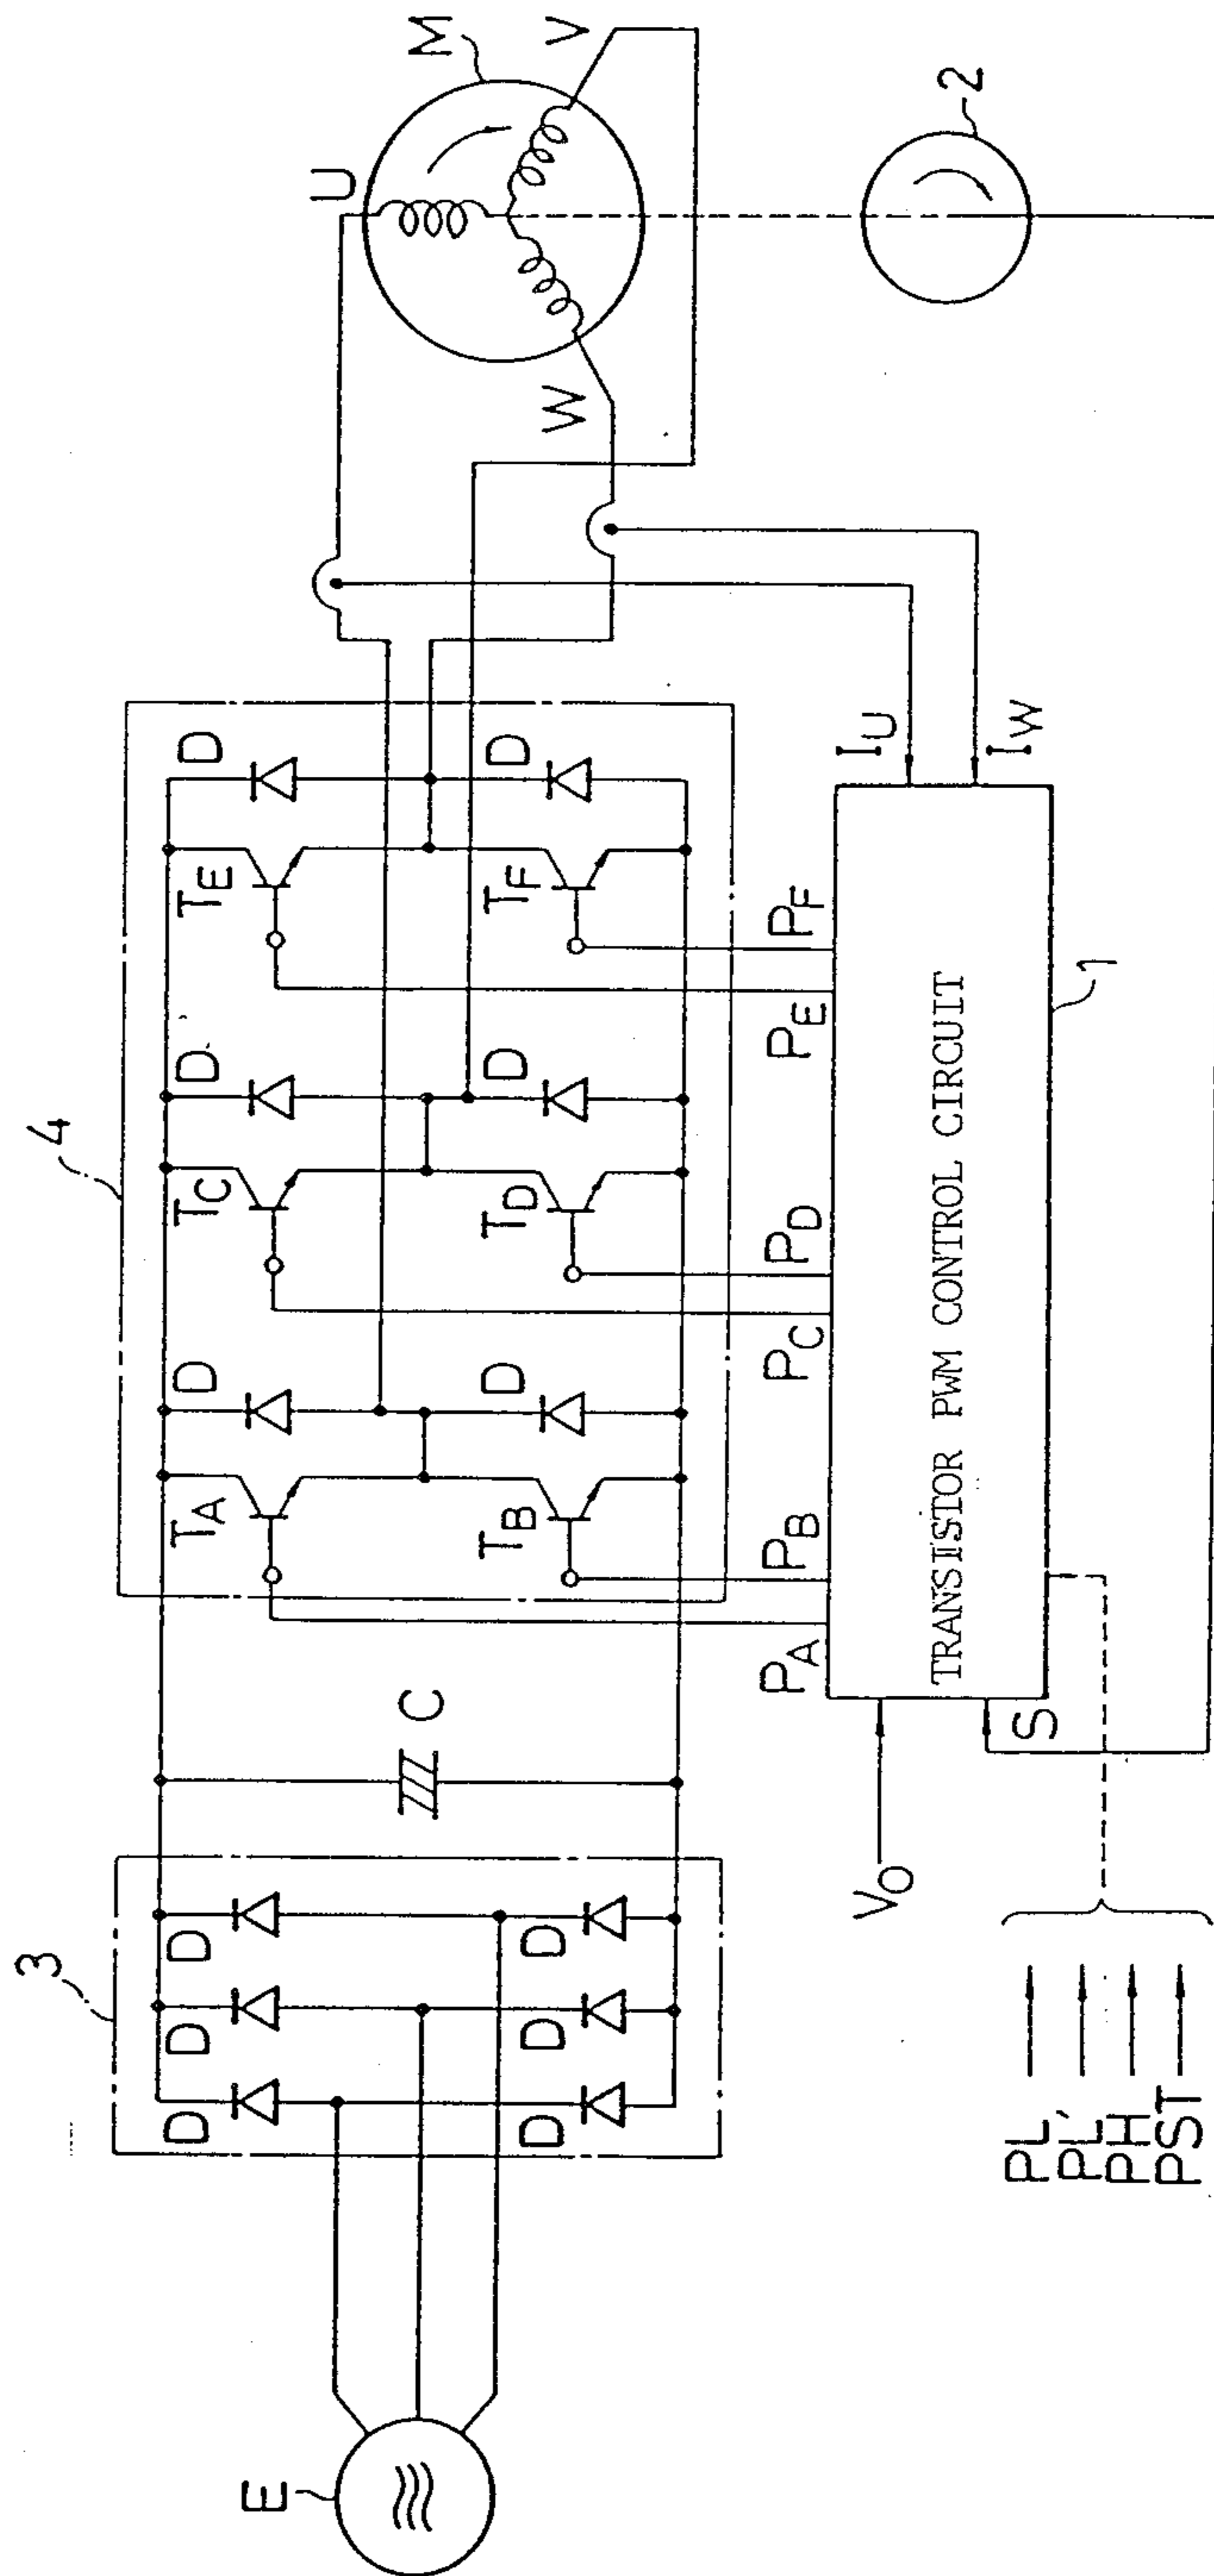 E
3
D
D
D
D
D
D
C
4
T_A
D
T_C
D
T_E
D
T_B
D
T_D
D
T_F
D
U
M
V
W
2
P_A
P_B
P_C
P_D
P_E
P_F
I_U
I_W
V_O
S
TRANSISTOR PWM CONTROL CIRCUIT
1
PL
PL'
PH
PST